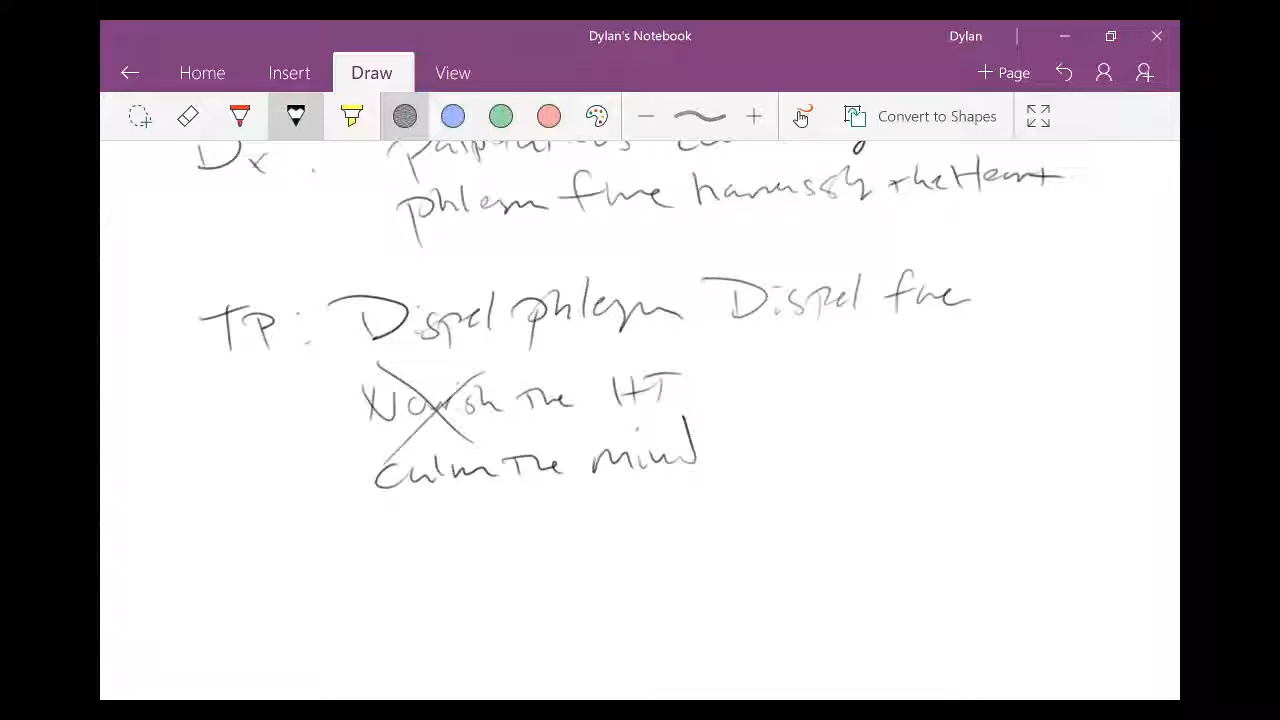 Dylan's Notebook Dylan
Home Insert Draw View + Page
Convert to Shapes
Dx :
phlegm fire harassing the Heart
TP: Dispel phlegm Dispel fire
Nourish the HT
Calm the mind